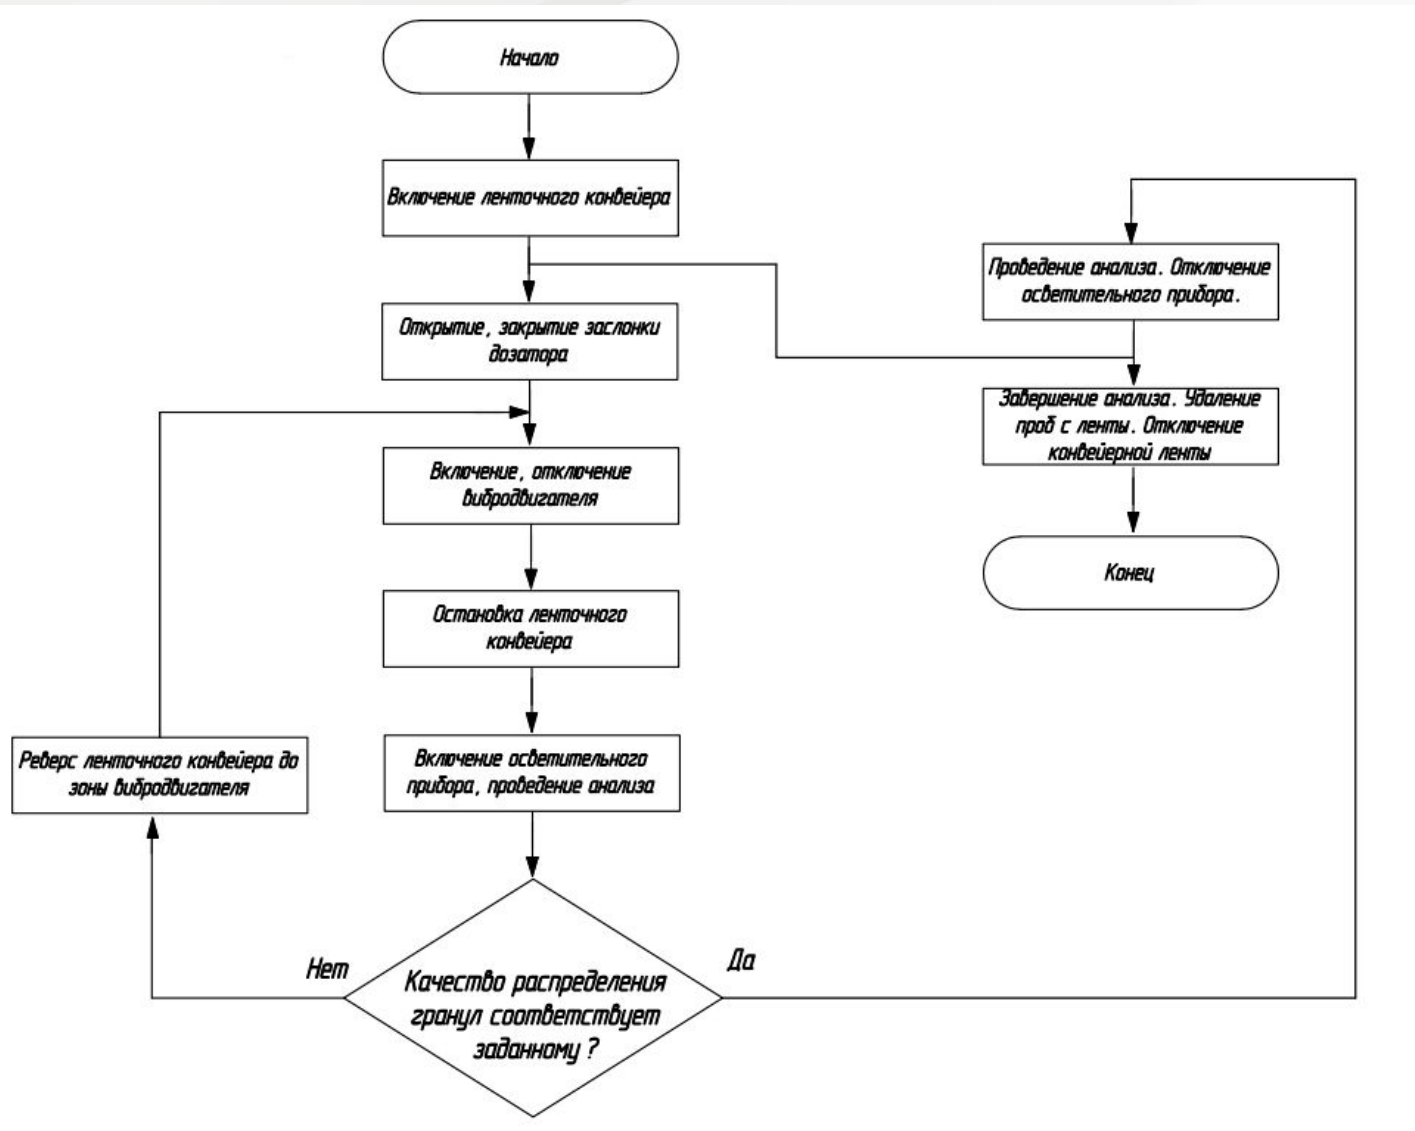 Начало
Включение ленточного конвейера
Открытие, закрытие заслонки
дозатора
Включение, отключение
вибродвигателя
Остановка ленточного
конвейера
Включение осветительного
прибора, проведение анализа
Реверс ленточного конвейера до
зоны вибродвигателя
Нет
Качество распределения
гранул соответствует
заданному ?
Да
Проведение анализа. Отключение
осветительного прибора.
Завершение анализа. Удаление
проб с ленты. Отключение
конвейерной ленты
Конец